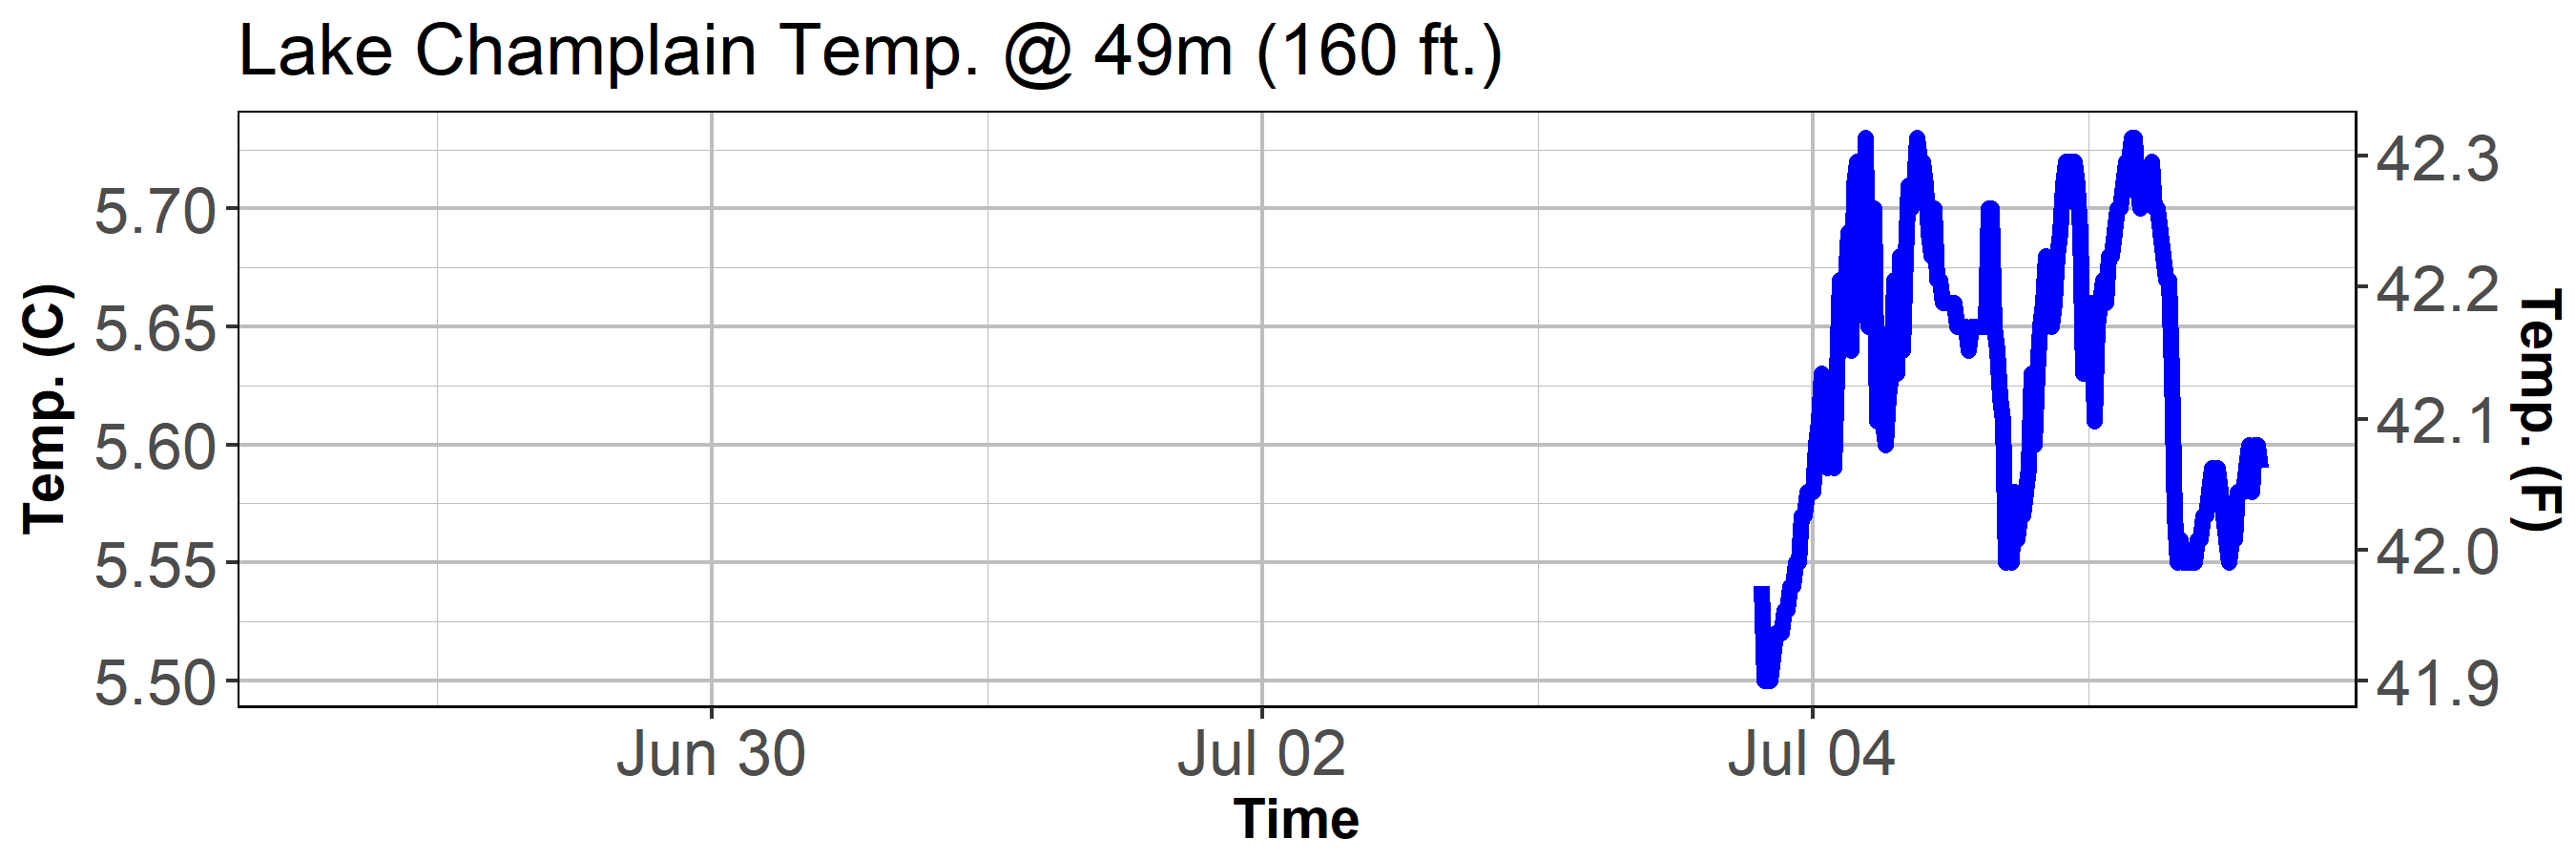 Lake Champlain Temp. @ 49m (160 ft.)
Temp. (C)
5.70
5.65
5.60
5.55
5.50
42.3
42.2
42.1
42.0
41.9
Temp. (F)
Jun 30
Jul 02
Jul 04
Time